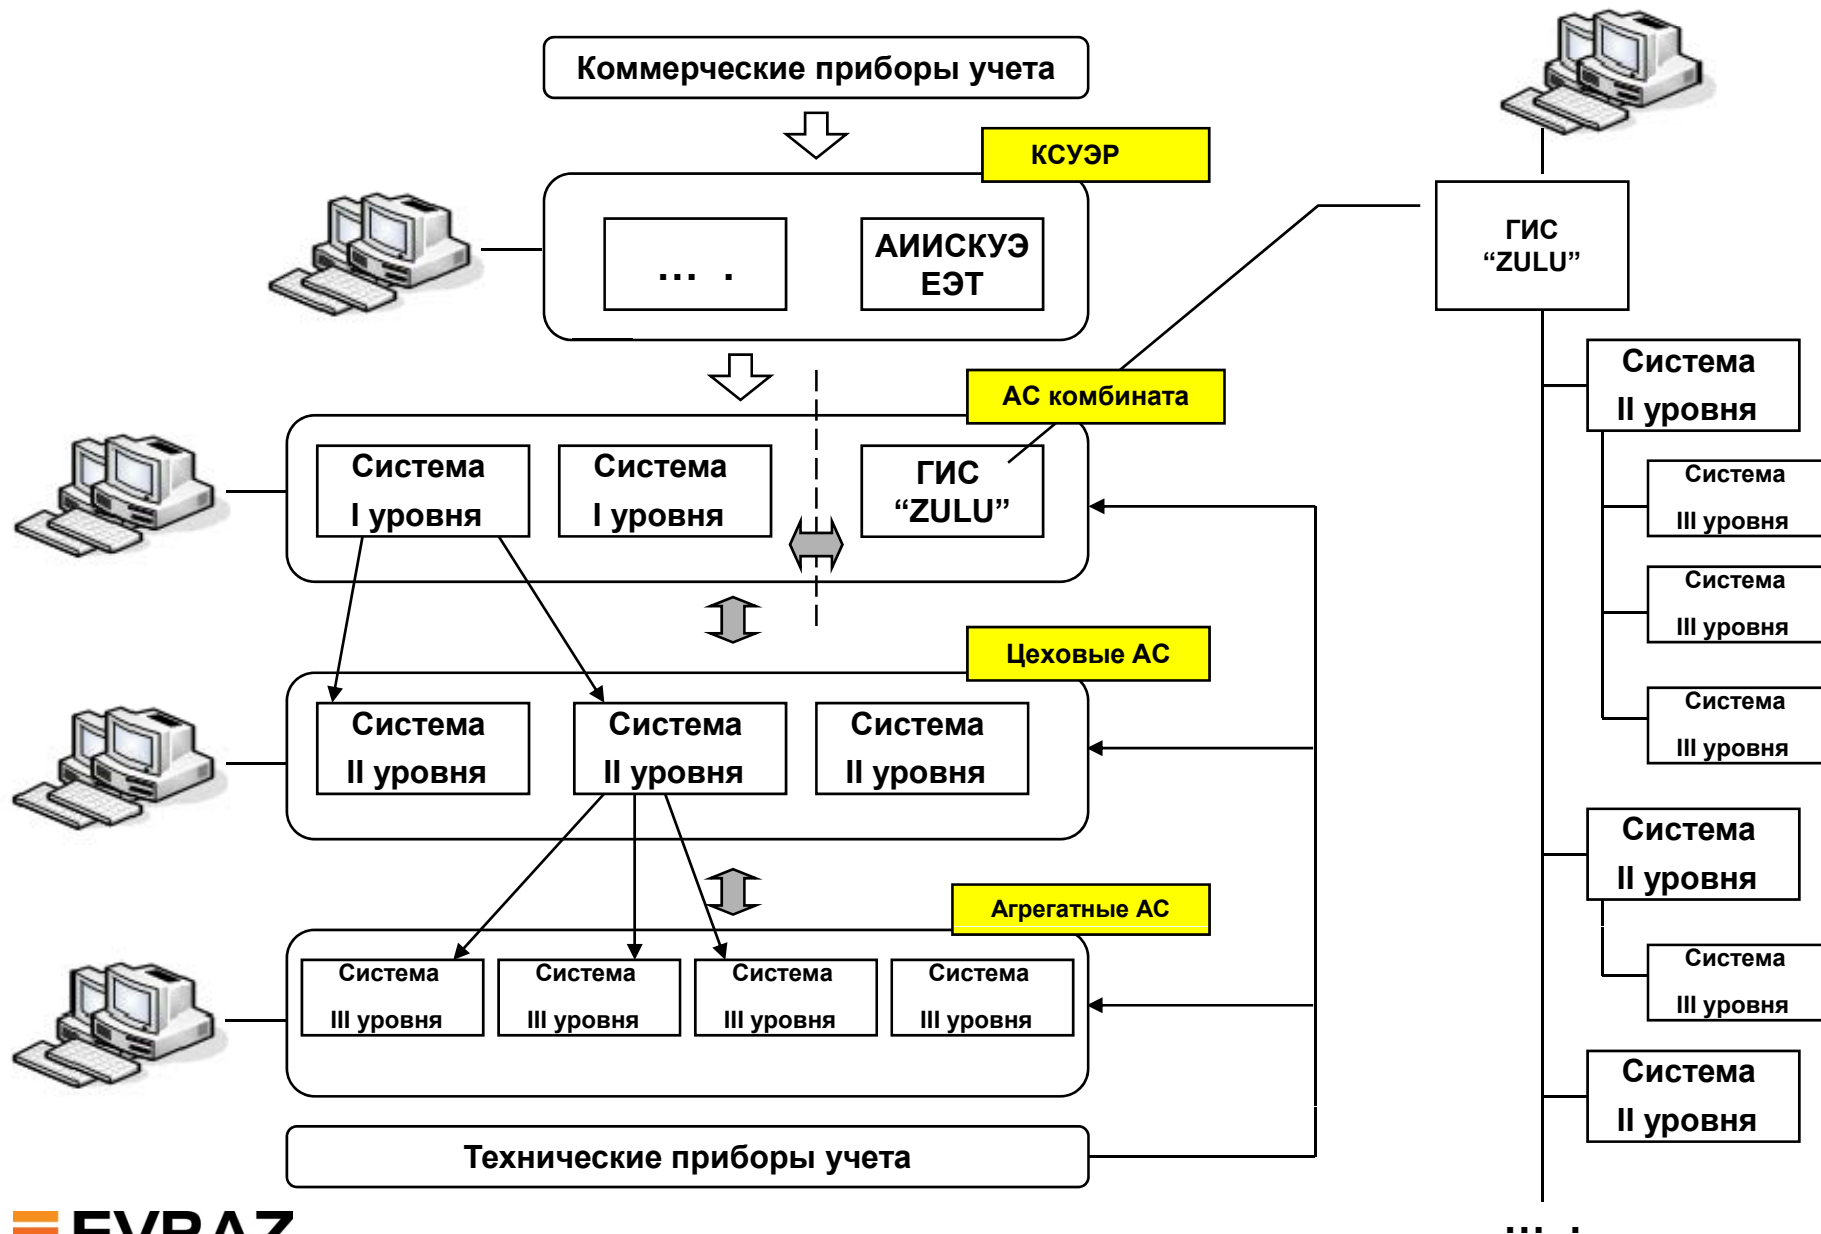 Коммерческие приборы учета
КСУЭР
... .
АИИСКУЭ
ЕЭТ
АС комбината
Система
I уровня
Система
I уровня
ГИС
“ZULU”
Цеховые АС
Система
II уровня
Система
II уровня
Система
II уровня
Агрегатные АС
Система
III уровня
Система
III уровня
Система
III уровня
Система
III уровня
Технические приборы учета
EVRAZ
ГИС
“ZULU”
Система
II уровня
Система
III уровня
Система
III уровня
Система
III уровня
Система
II уровня
Система
III уровня
Система
II уровня